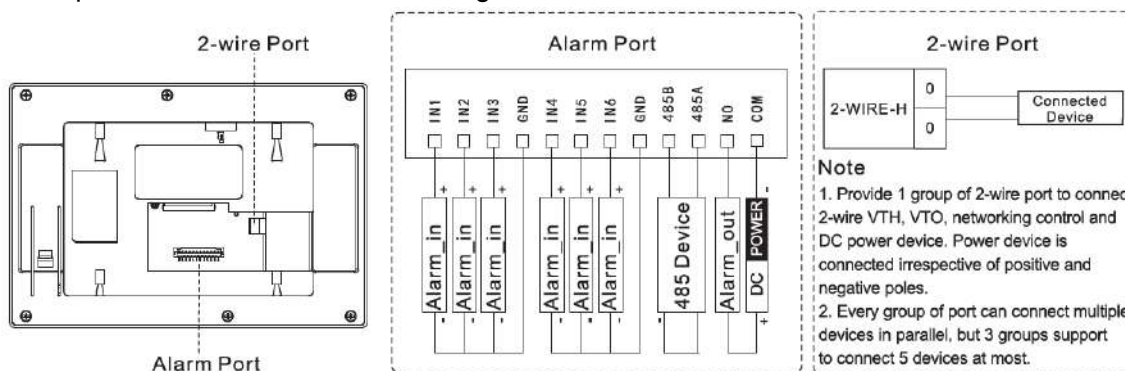 2-wire Port
Alarm Port
Alarm Port
IN1
IN2
IN3
GND
IN4
IN5
IN6
GND
485B
485A
NO
COM
+
+
+
+
+
+
-
Alarm_in
Alarm_in
Alarm_in
Alarm_in
Alarm_in
Alarm_in
485 Device
Alarm_out
DC POWER
-
-
-
-
-
-
-
+
2-wire Port
2-WIRE-H
0
0
Connected
Device
Note
1. Provide 1 group of 2-wire port to connec
2-wire VTH, VTO, networking control and
DC power device. Power device is
connected irrespective of positive and
negative poles.
2. Every group of port can connect multiple
devices in parallel, but 3 groups support
to connect 5 devices at most.